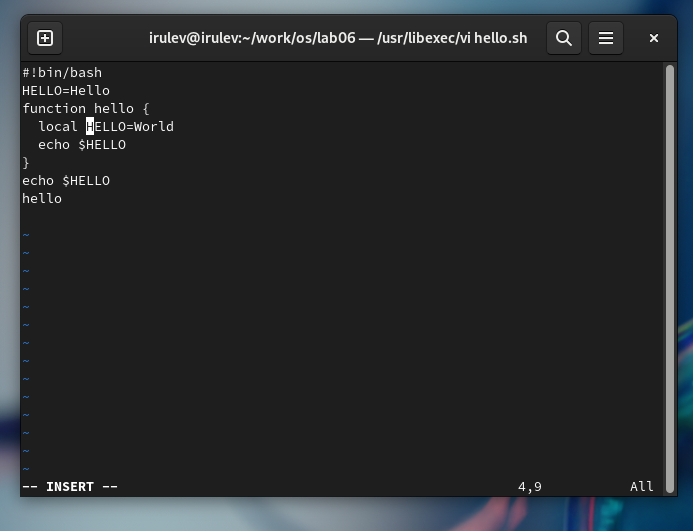 irulev@irulev:~/work/os/lab06 — /usr/libexec/vi hello.sh
#!bin/bash
HELLO=Hello
function hello {
  local HELLO=World
  echo $HELLO
}
echo $HELLO
hello
~
~
~
~
~
~
~
~
~
~
~
~
~
~
-- INSERT -- 4,9 All